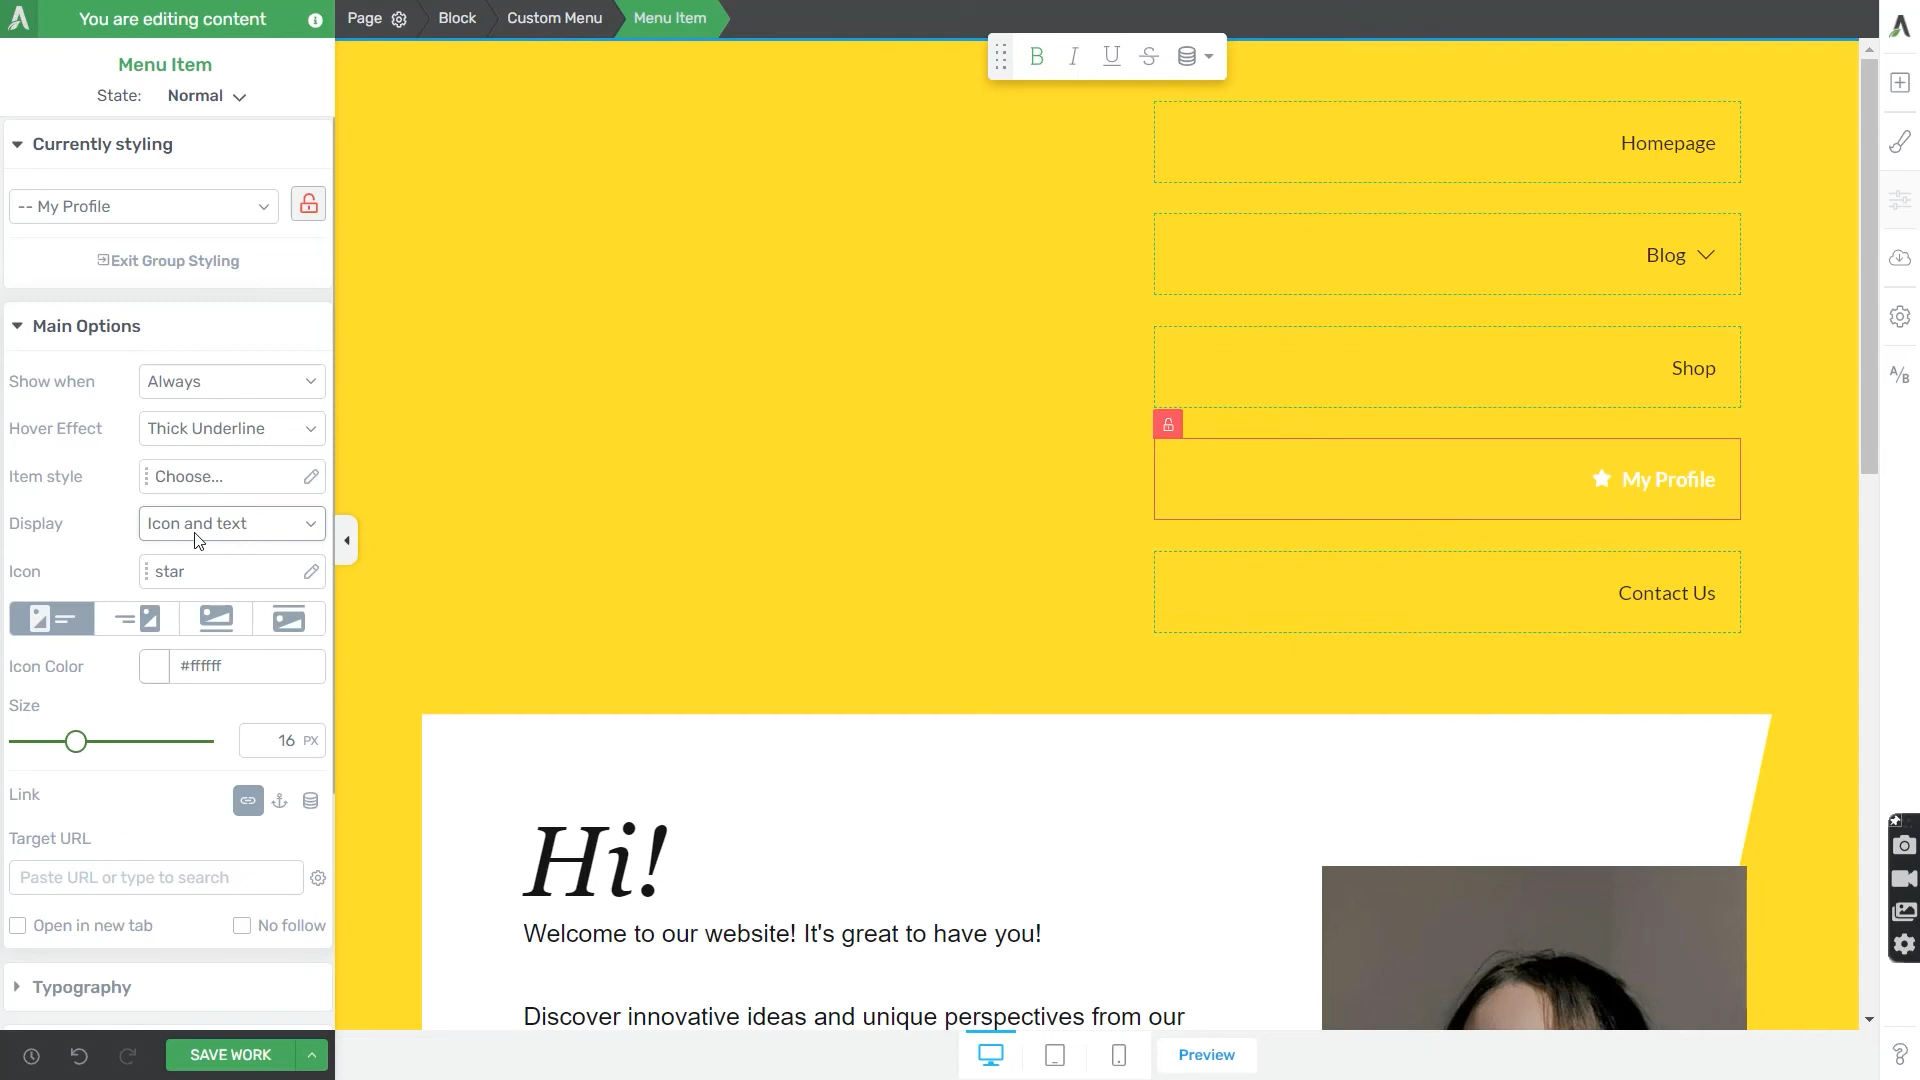 You are editing content
Page
Block
Custom Menu
Menu Item
Menu Item
State: Normal
Currently styling
-- My Profile
Exit Group Styling
Main Options
Show when Always
Hover Effect Thick Underline
Item style Choose...
Display Icon and text
Icon star
Icon Color #ffffff
Size
16 PX
Link
Target URL
Paste URL or type to search
Open in new tab No follow
Typography
SAVE WORK
B I U S
Homepage
Blog
Shop
My Profile
Contact Us
Hi!
Welcome to our website! It's great to have you!
Discover innovative ideas and unique perspectives from our
Preview
A/B